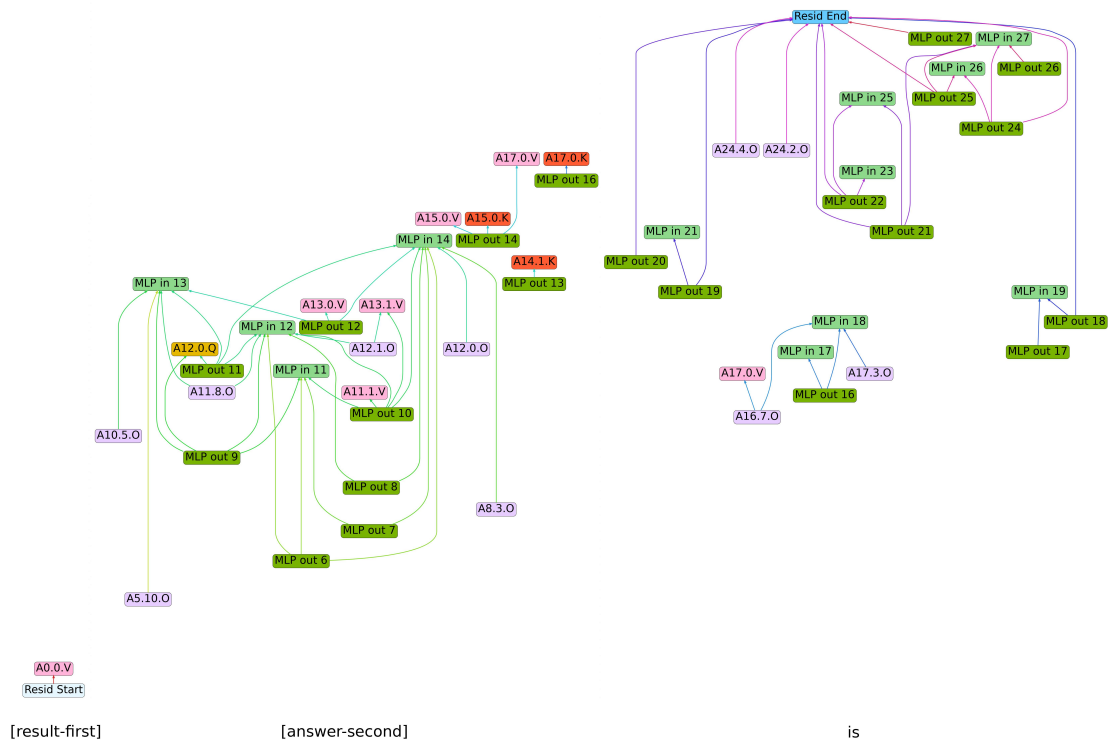 Resid End
MLP out 27
MLP in 27
MLP in 26
MLP out 26
MLP in 25
MLP out 25
MLP out 24
A24.4.O
A24.2.O
A17.0.V
A17.0.K
MLP in 23
MLP out 16
MLP out 22
A15.0.V
A15.0.K
MLP in 21
MLP out 21
MLP in 14
MLP out 14
A14.1.K
MLP out 20
MLP in 13
MLP out 13
MLP out 19
MLP in 19
A13.0.V
A13.1.V
MLP in 12
MLP out 12
MLP in 18
MLP out 18
A12.0.Q
A12.1.O
A12.0.O
MLP in 17
MLP out 17
MLP out 11
MLP in 11
A17.0.V
A17.3.O
A11.8.O
A11.1.V
MLP out 16
MLP out 10
A16.7.O
A10.5.O
MLP out 9
MLP out 8
A8.3.O
MLP out 7
MLP out 6
A5.10.O
A0.0.V
Resid Start
[result-first]
[answer-second]
is